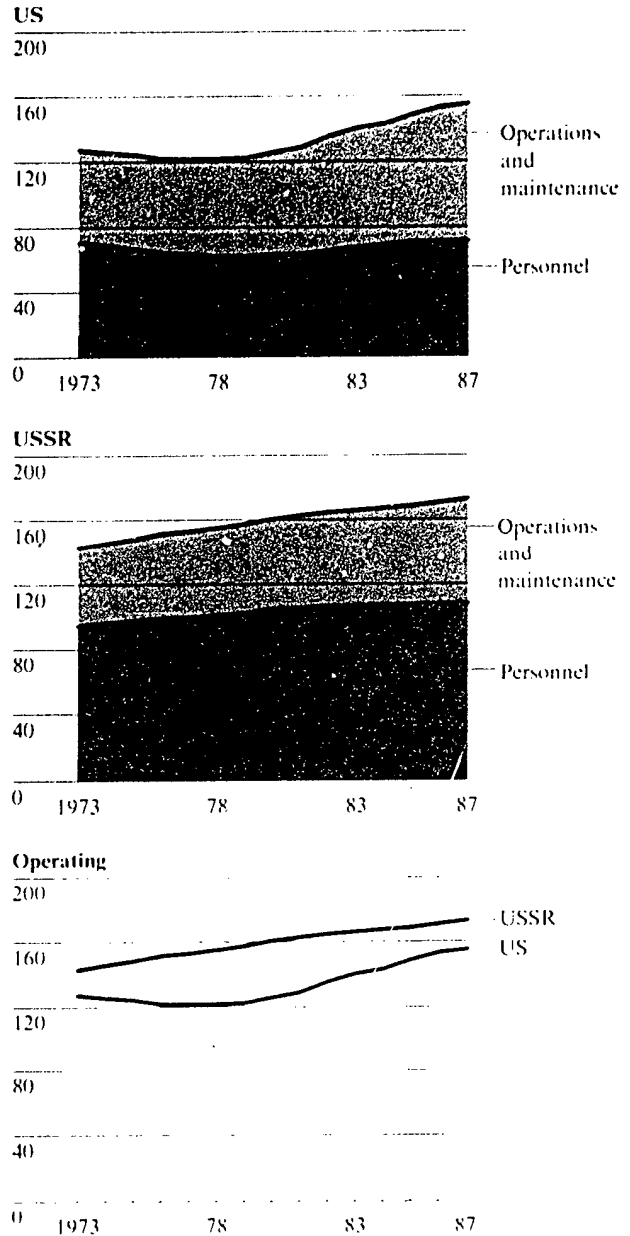 US
200
160
Operations
and
maintenance
120
80
Personnel
40
0
1973 78 83 87
USSR
200
160
Operations
and
maintenance
120
80
Personnel
40
0
1973 78 83 87
Operating
200
USSR
US
160
120
80
40
0
1973 78 83 87